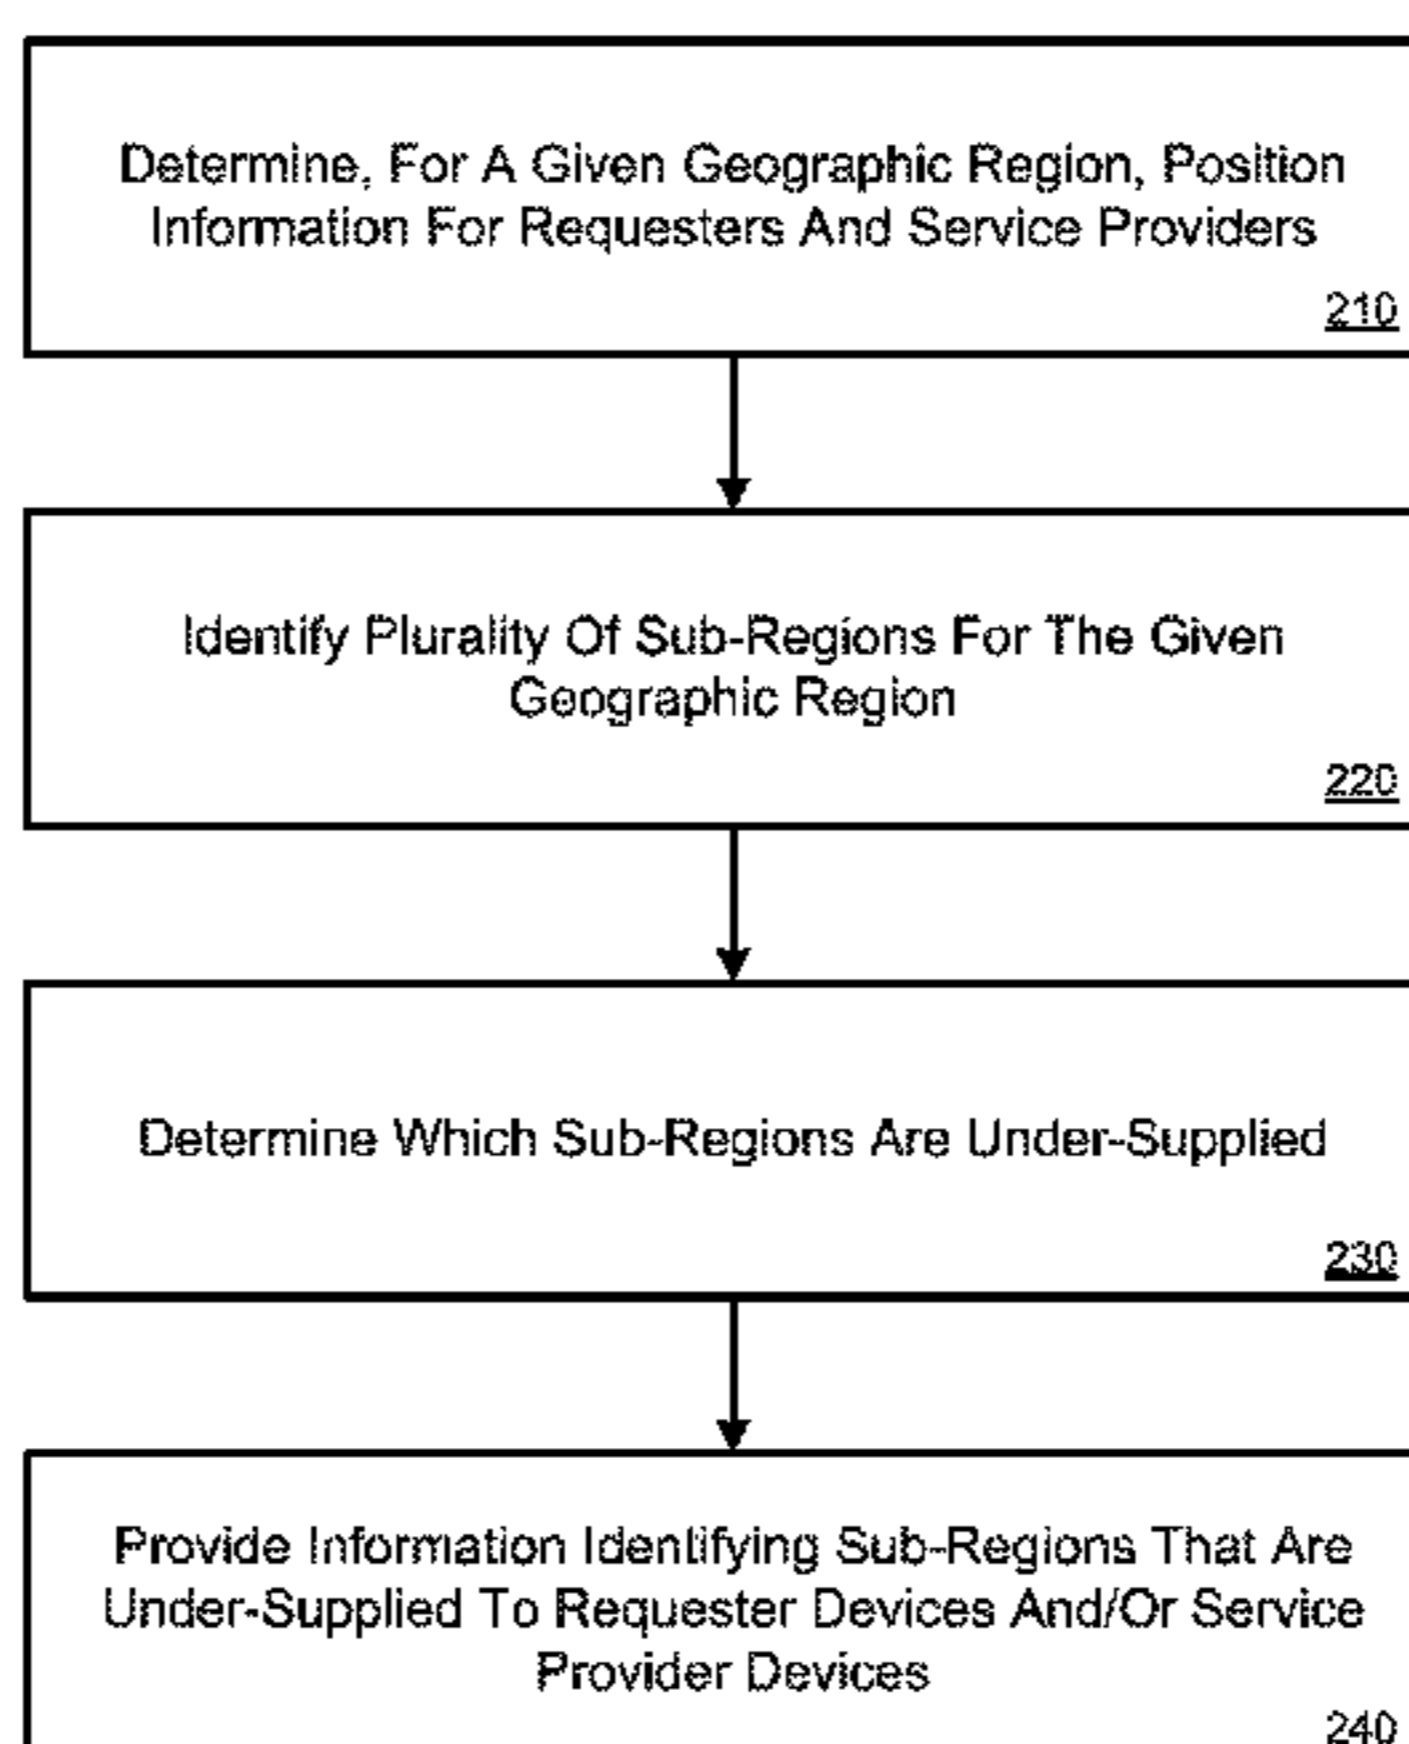 Determine, For A Given Geographic Region, Position
Information For Requesters And Service Providers
210
Identify Plurality Of Sub-Regions For The Given
Geographic Region
220
Determine Which Sub-Regions Are Under-Supplied
230
Provide Information Identifying Sub-Regions That Are
Under-Supplied To Requester Devices And/Or Service
Provider Devices
240